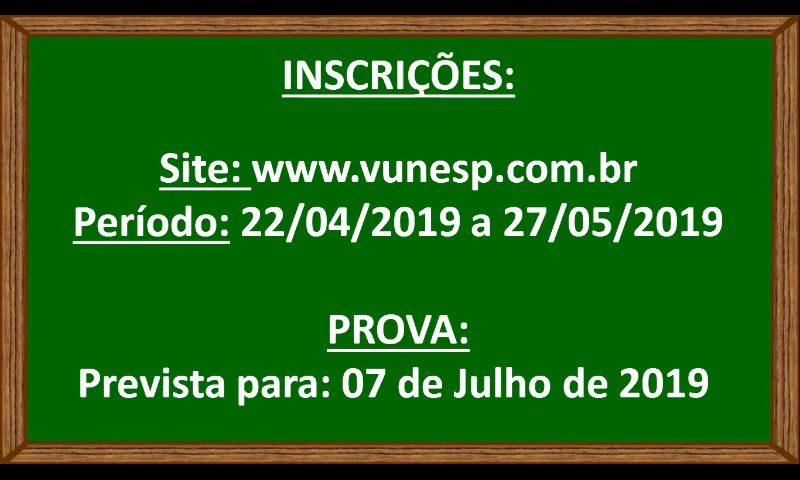 INSCRIÇÕES:
Site: www.vunesp.com.br
Período: 22/04/2019 a 27/05/2019
PROVA:
Prevista para: 07 de Julho de 2019